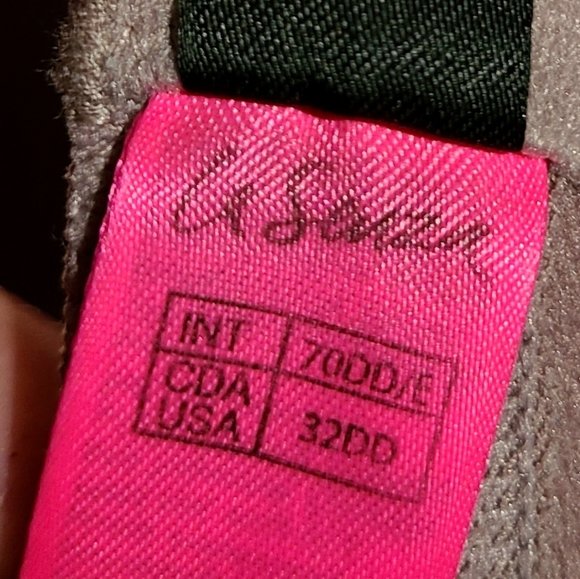 La Senza
INT 70DD/E
CDA USA 32DD